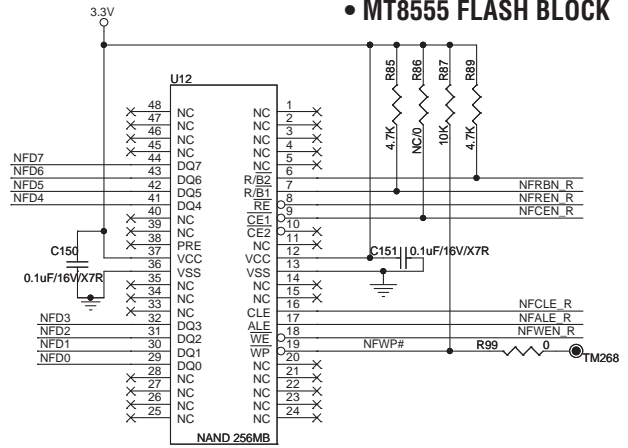 • MT8555 FLASH BLOCK
3.3V
R85
R86
R87
R89
4.7K
NC/0
10K
4.7K
U12
48 NC NC 1
47 NC NC 2
46 NC NC 3
45 NC NC 4
NFD7 44 DQ7 NC 5
NFD6 43 DQ6 R/B2 6
NFD5 42 DQ5 R/B1 7 NFRBN_R
NFD4 41 DQ4 RE 8 NFREN_R
40 NC CE1 9 NFCEN_R
39 NC CE2 10
38 PRE NC 11
37 VCC VCC 12
36 VSS VSS 13
35 NC NC 14
34 NC NC 15
33 NC CLE 16 NFCLE_R
NFD3 32 DQ3 ALE 17 NFALE_R
NFD2 31 DQ2 WE 18 NFWEN_R
NFD1 30 DQ1 WP 19 NFWP# R99 0 TM268
NFD0 29 DQ0 NC 20
28 NC NC 21
27 NC NC 22
26 NC NC 23
25 NC NC 24
C150
0.1uF/16V/X7R
C151 0.1uF/16V/X7R
NAND 256MB